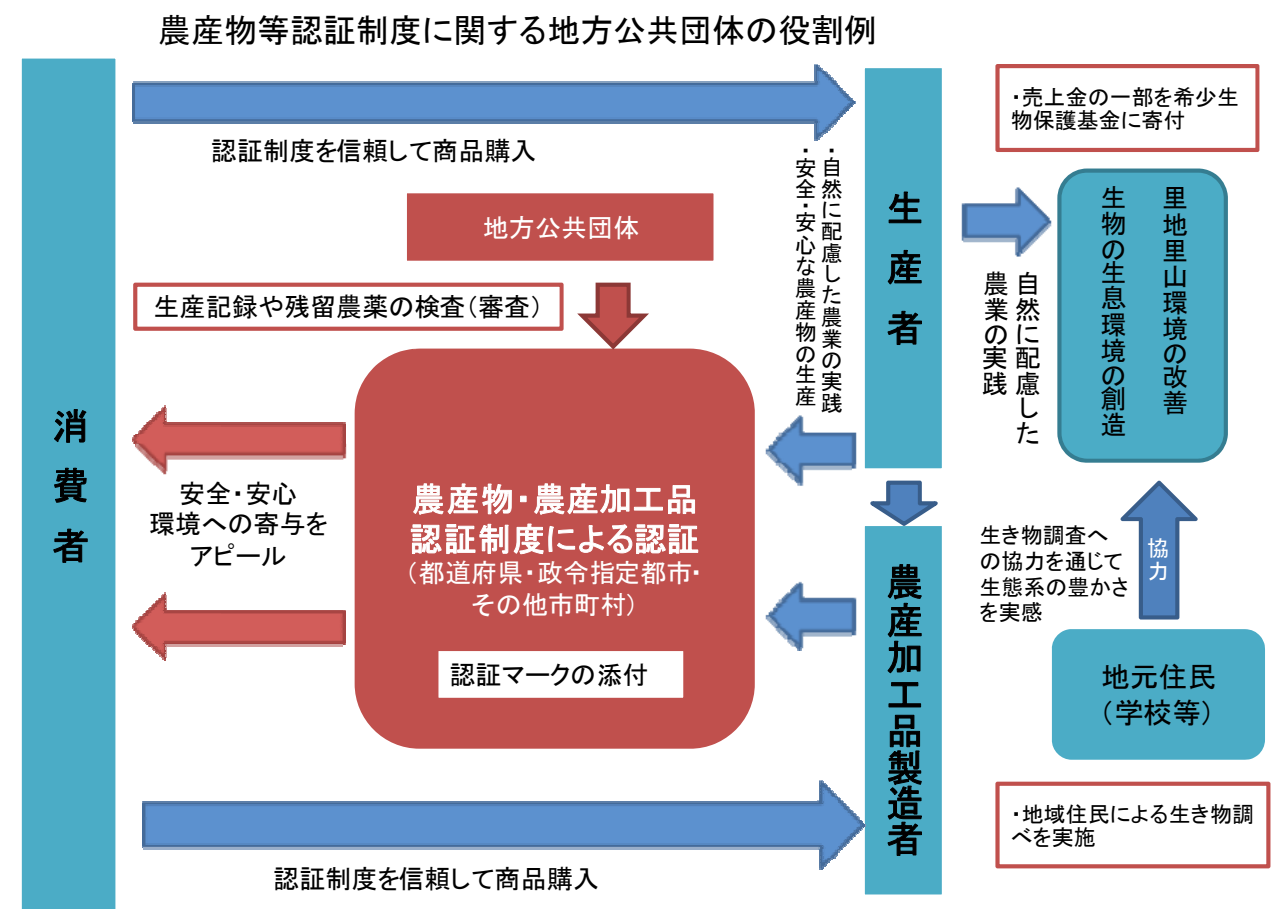 農産物等認証制度に関する地方公共団体の役割例
消費者
認証制度を信頼して商品購入
地方公共団体
生産記録や残留農薬の検査(審査)
農産物・農産加工品
認証制度による認証
(都道府県・政令指定都市・
その他市町村)
認証マークの添付
安全・安心
環境への寄与を
アピール
認証制度を信頼して商品購入
・自然に配慮した農業の実践
・安全・安心な農産物の生産
生産者
農産加工品製造者
・売上金の一部を希少生
物保護基金に寄付
自然に配慮した
農業の実践
里地里山環境の改善
生物の生息環境の創造
生き物調査へ
の協力を通じて
生態系の豊かさ
を実感
協力
地元住民
(学校等)
・地域住民による生き物調
べを実施